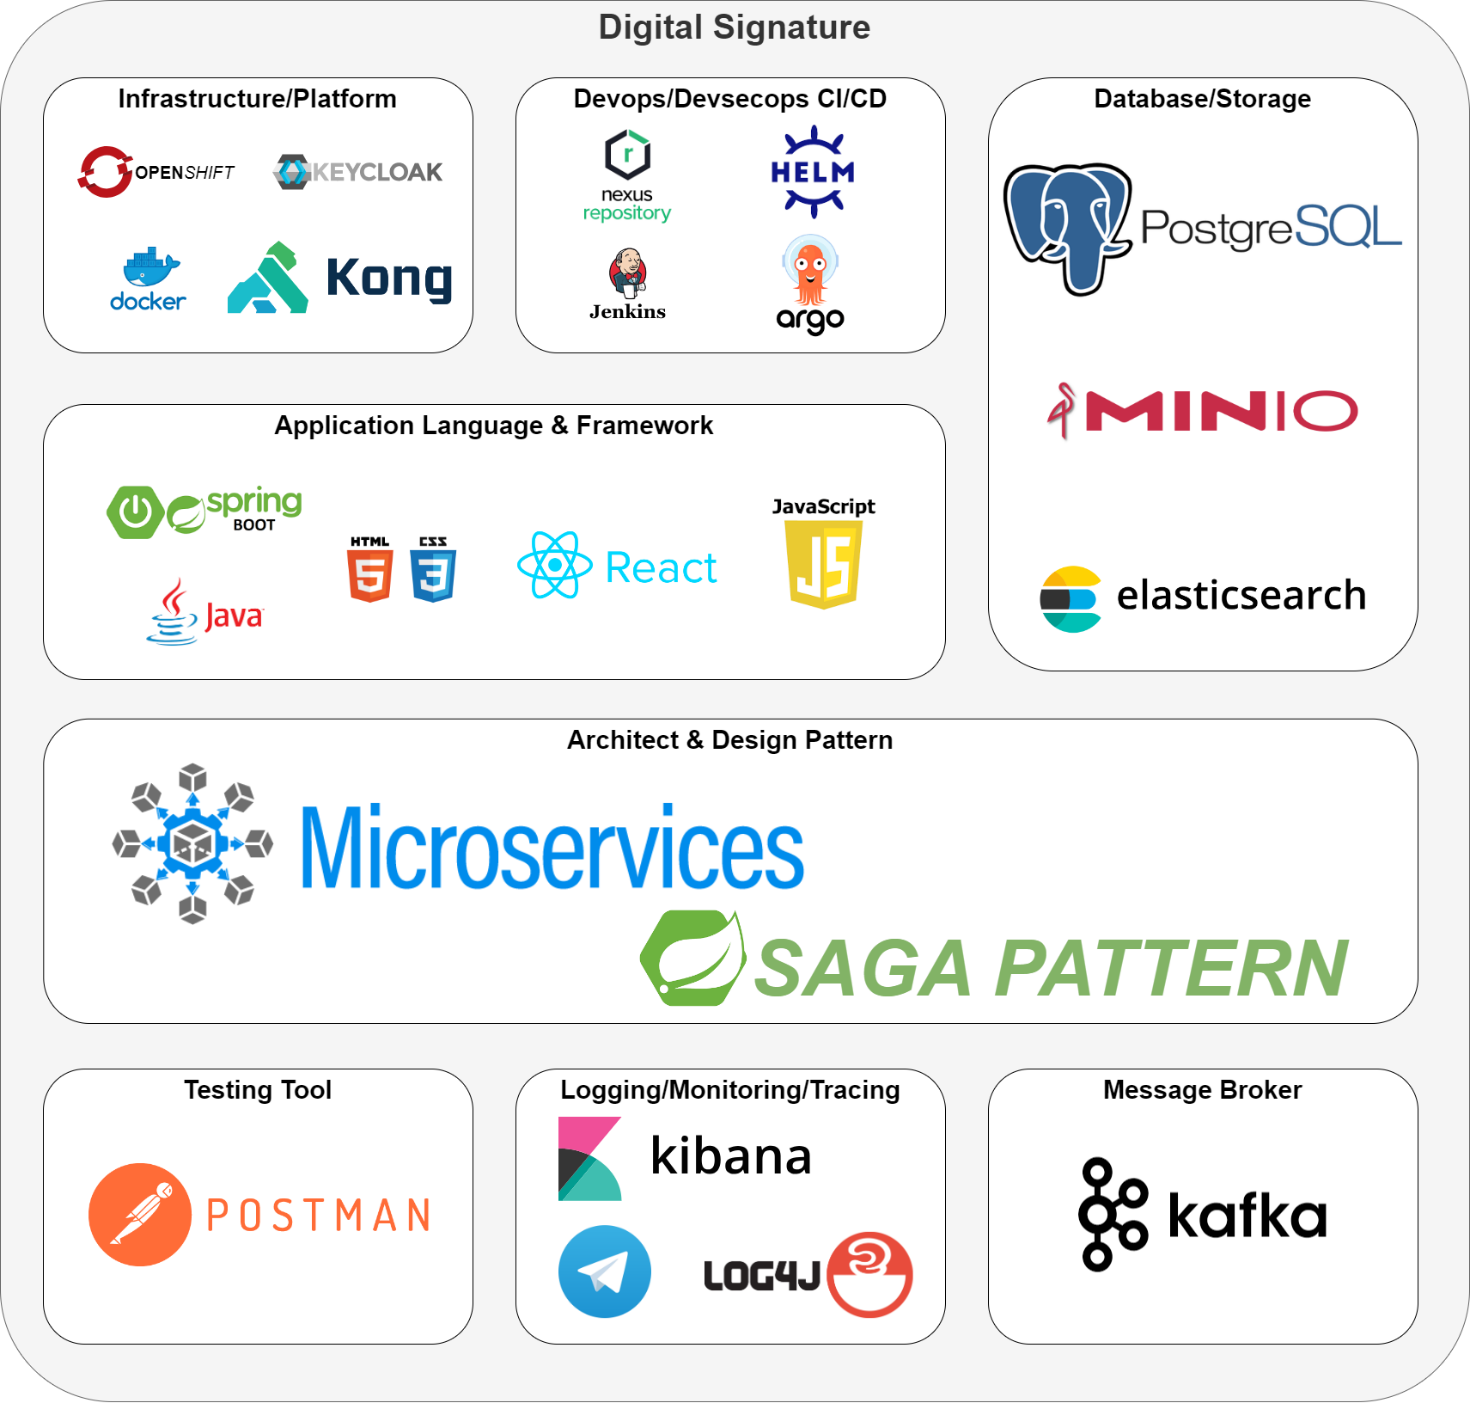 Digital Signature
Infrastructure/Platform
OPENSHIFT
KEYCLOAK
docker
Kong
Devops/Devsecops CI/CD
r
nexus
repository
HELM
Jenkins
argo
Database/Storage
PostgreSQL
MINIO
elasticsearch
Application Language & Framework
spring
BOOT
Java
HTML
5
CSS
3
React
JavaScript
JS
Architect & Design Pattern
Microservices
SAGA PATTERN
Testing Tool
POSTMAN
Logging/Monitoring/Tracing
kibana
LOG4J
Message Broker
kafka